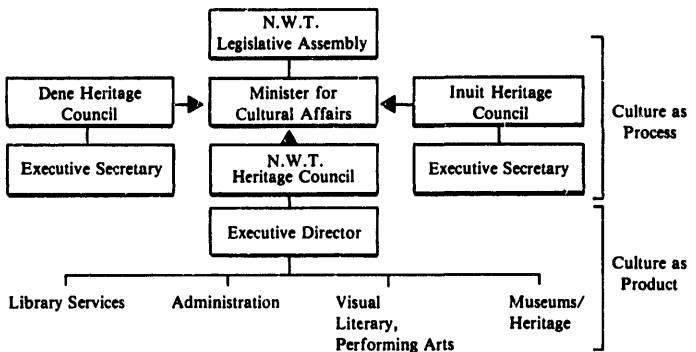 N.W.T.
Legislative Assembly
Dene Heritage
Council
Minister for
Cultural Affairs
Inuit Heritage
Council
Culture as
Process
Executive Secretary
N.W.T.
Heritage Council
Executive Secretary
Executive Director
Culture as
Product
Library Services
Administration
Visual
Literary,
Performing Arts
Museums/
Heritage